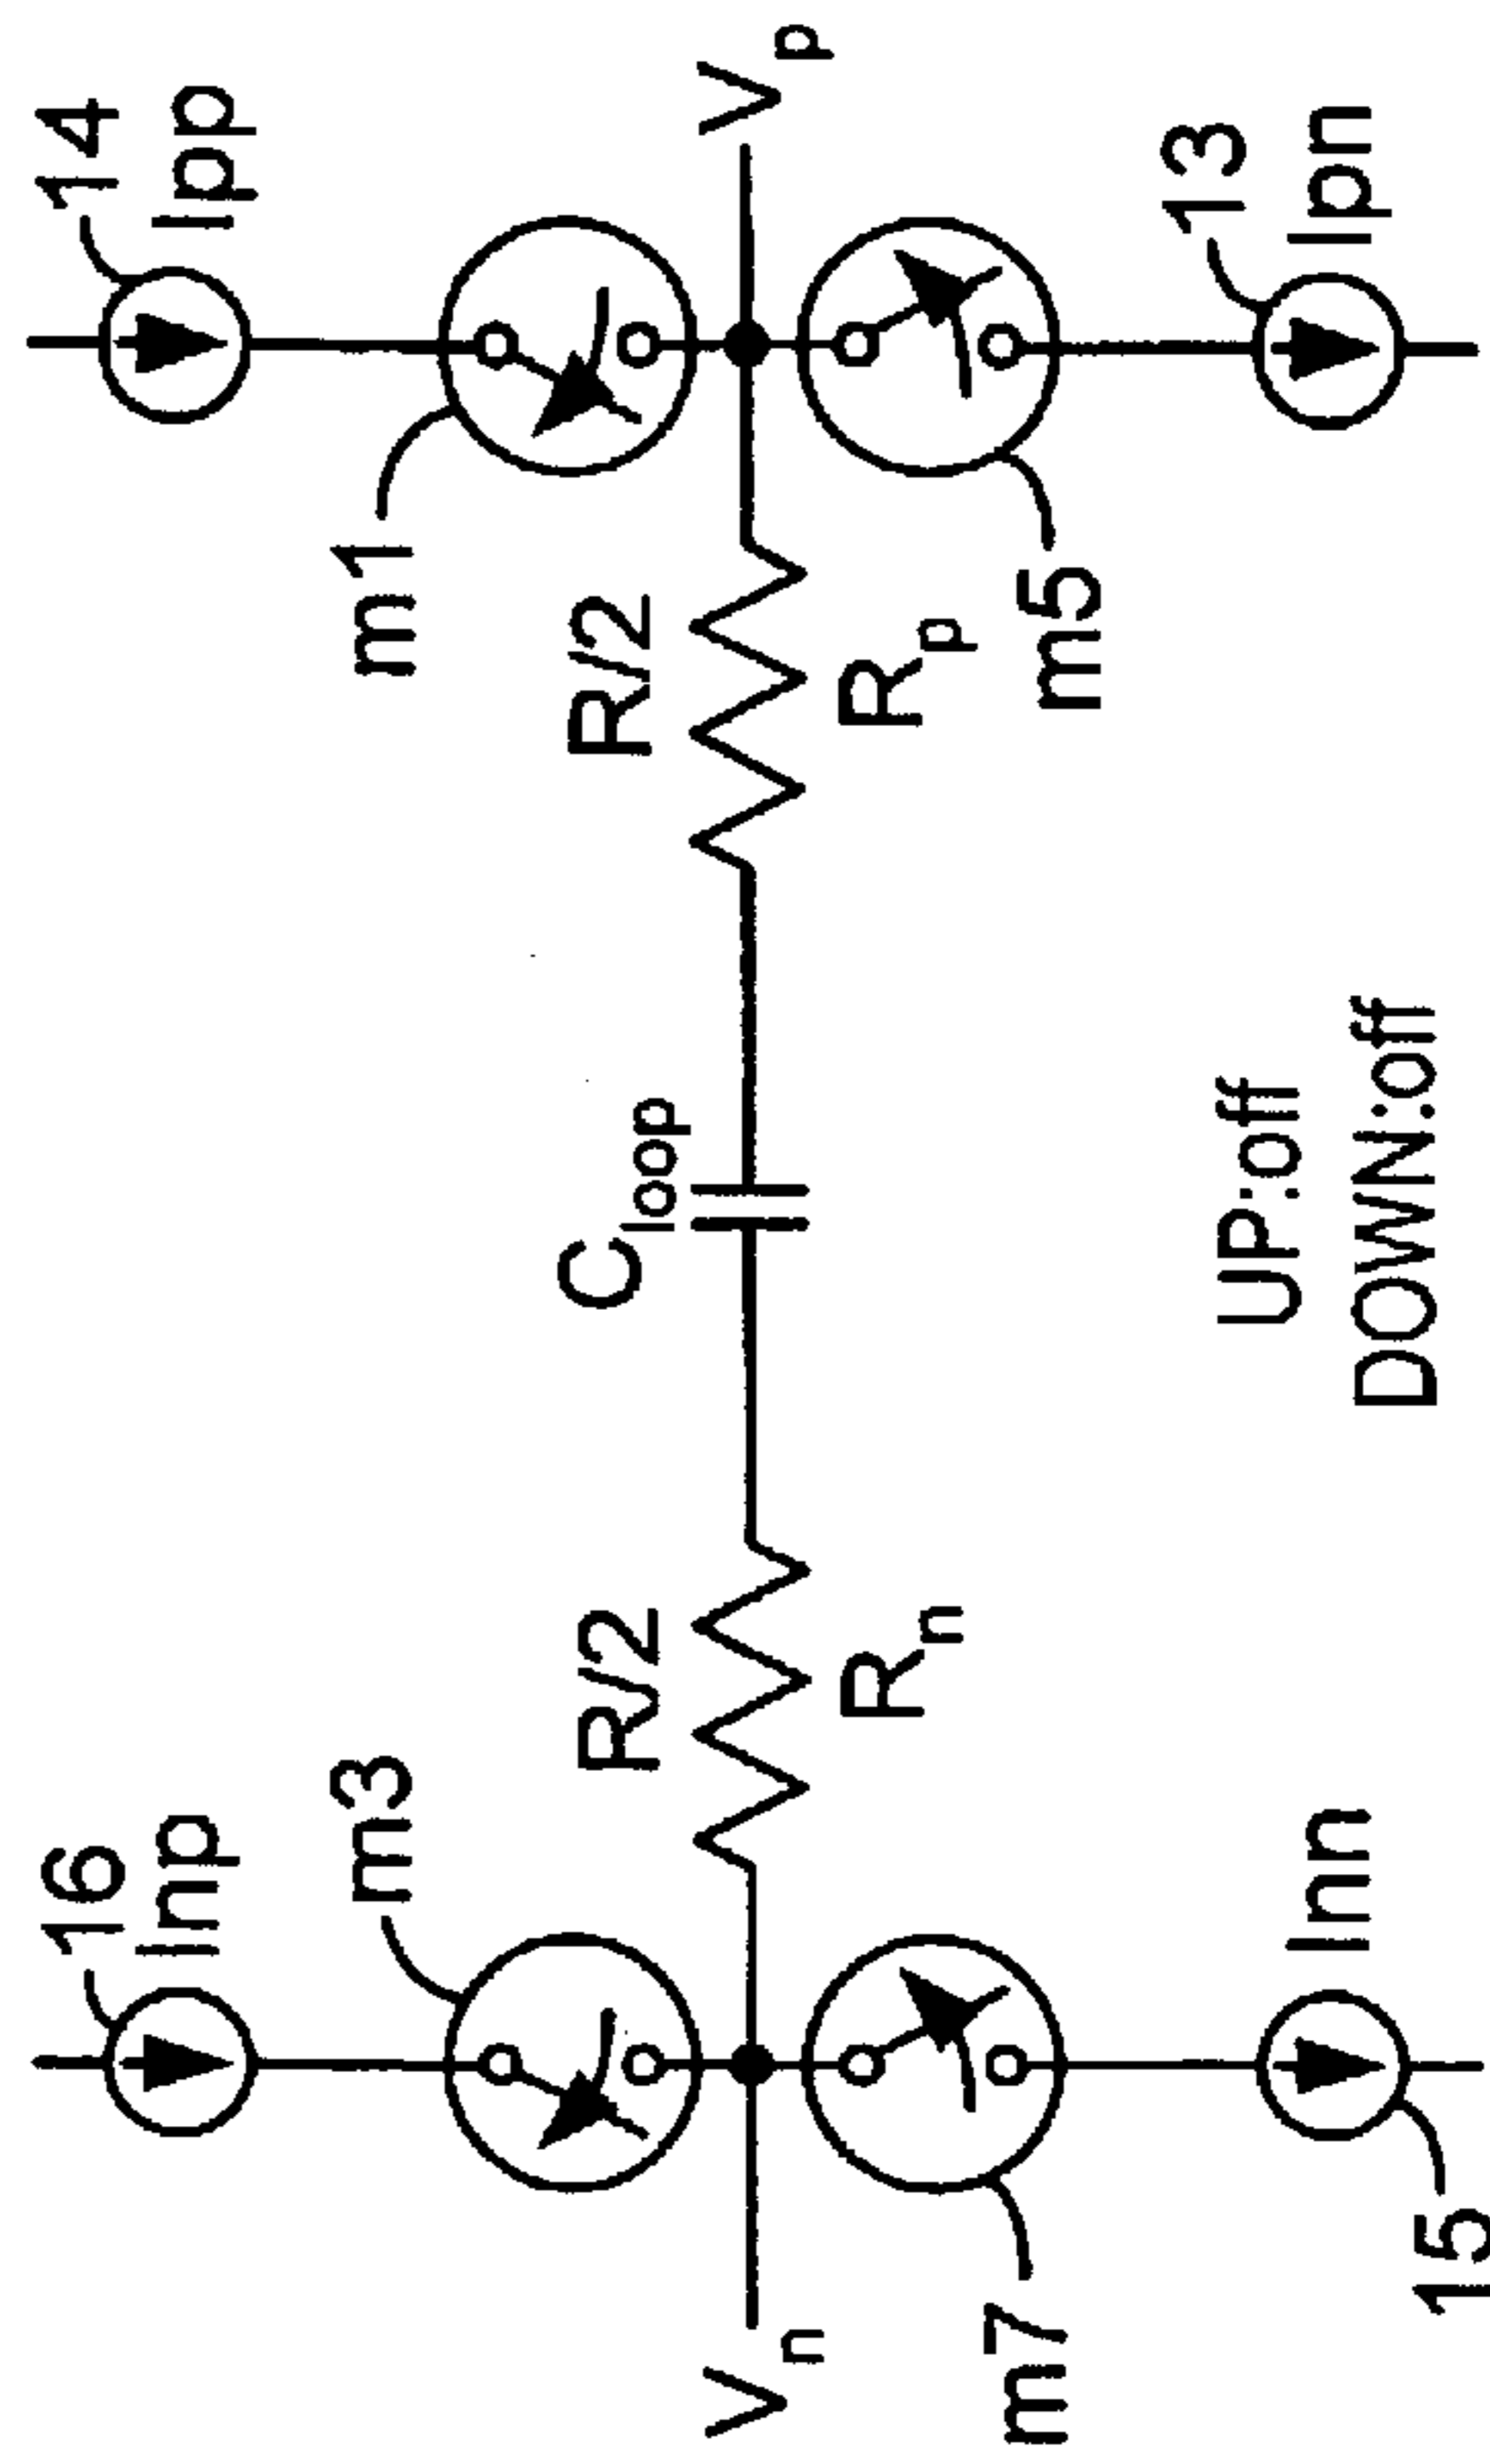 16
14
Inp
Ipp
m3
m1
R/2
Cloop
R/2
Vn
Vp
Rn
Rp
m7
m5
13
UP:off
Inn
Ipn
DOWN:off
15